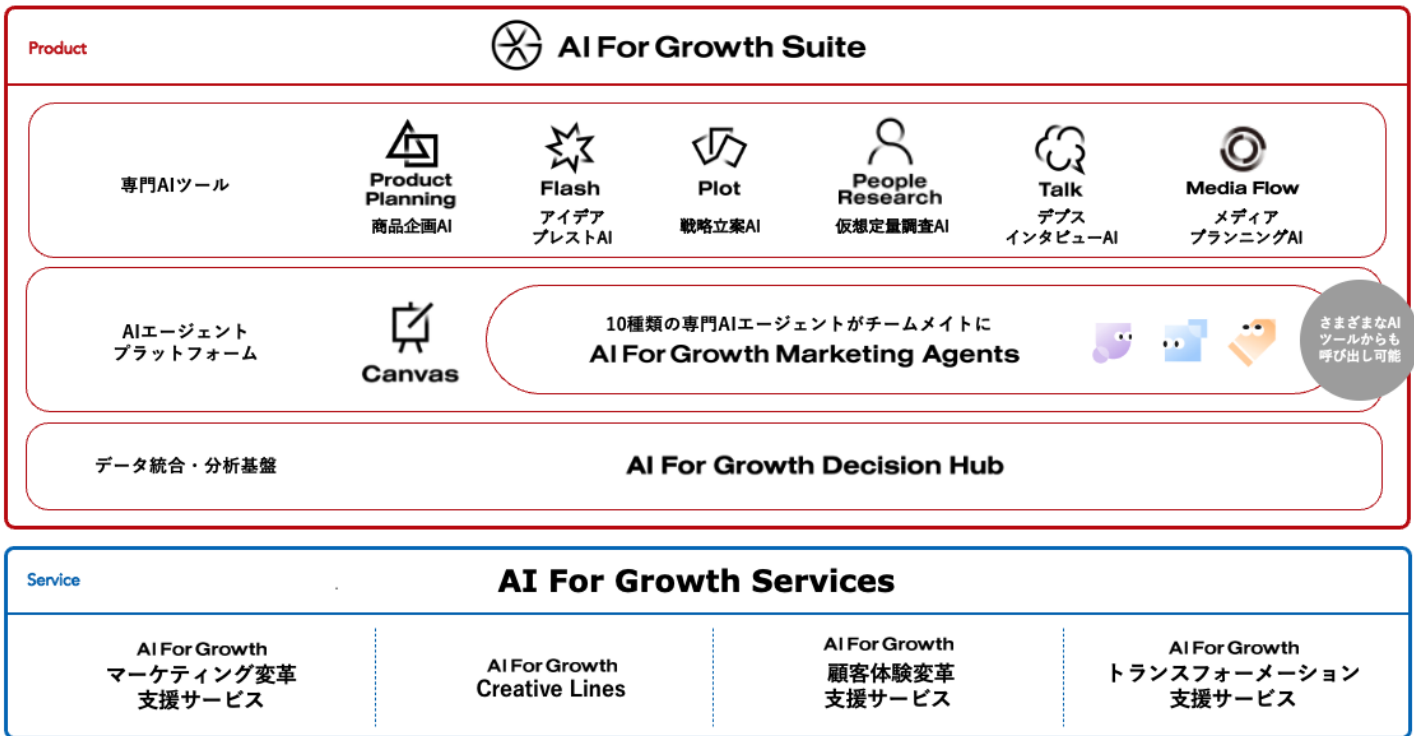 Product
AI For Growth Suite
専門AIツール
Product
Planning
商品企画AI
Flash
アイデア
ブレストAI
Plot
戦略立案AI
People
Research
仮想定量調査AI
Talk
デプス
インタビューAI
Media Flow
メディア
プランニングAI
AIエージェント
プラットフォーム
Canvas
10種類の専門AIエージェントがチームメイトに
AI For Growth Marketing Agents
さまざまなAI
ツールからも
呼び出し可能
データ統合・分析基盤
AI For Growth Decision Hub
Service
AI For Growth Services
AI For Growth
マーケティング変革
支援サービス
AI For Growth
Creative Lines
AI For Growth
顧客体験変革
支援サービス
AI For Growth
トランスフォーメーション
支援サービス